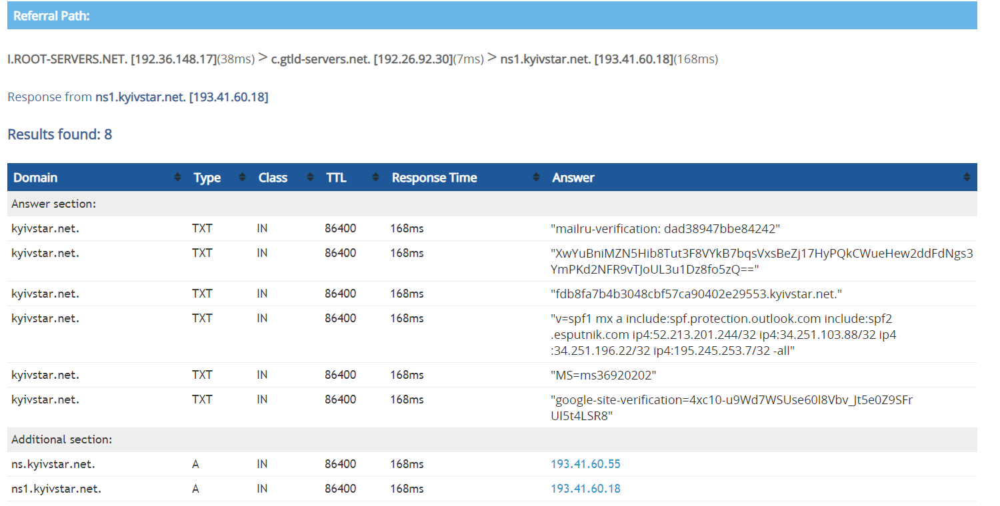 Referral Path:
I.ROOT-SERVERS.NET. [192.36.148.17](38ms) > c.gtld-servers.net. [192.26.92.30](7ms) > ns1.kyivstar.net. [193.41.60.18](168ms)
Response from ns1.kyivstar.net. [193.41.60.18]
Results found: 8
Domain Type Class TTL Response Time Answer
Answer section:
kyivstar.net. TXT IN 86400 168ms "mailru-verification: dad38947bbe84242"
kyivstar.net. TXT IN 86400 168ms "XwYuBniMZN5Hib8Tut3F8VYkB7bqsVxsBeZj17HyPQkCWueHew2ddFdNgs3
YmPKd2NFR9vTJoUL3u1Dz8fo5zQ=="
kyivstar.net. TXT IN 86400 168ms "fdb8fa7b4b3048cbf57ca90402e29553.kyivstar.net."
kyivstar.net. TXT IN 86400 168ms "v=spf1 mx a include:spf.protection.outlook.com include:spf2
.esputnik.com ip4:52.213.201.244/32 ip4:34.251.103.88/32 ip4
:34.251.196.22/32 ip4:195.245.253.7/32 -all"
kyivstar.net. TXT IN 86400 168ms "MS=ms36920202"
kyivstar.net. TXT IN 86400 168ms "google-site-verification=4xc10-u9Wd7WSUse60l8Vbv_Jt5e0Z9SFr
UI5t4LSR8"
Additional section:
ns.kyivstar.net. A IN 86400 168ms 193.41.60.55
ns1.kyivstar.net. A IN 86400 168ms 193.41.60.18